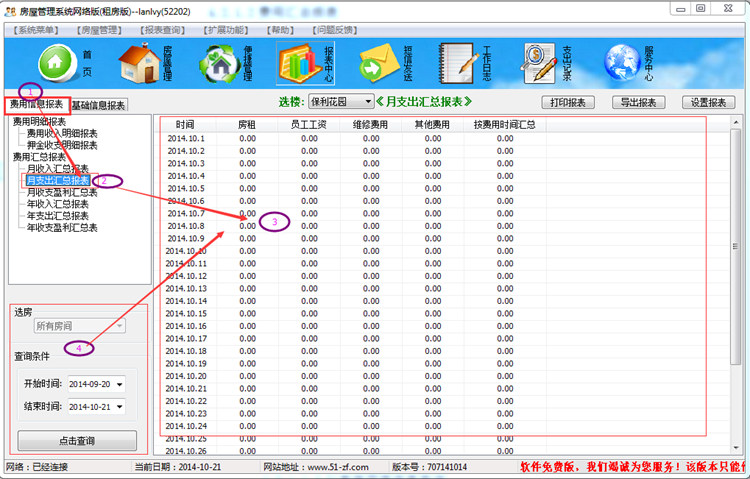 房屋管理系统网络版(租房版)--lanlvy(52202)
【系统菜单】 【房屋管理】 【报表查询】 【扩展功能】 【帮助】 【问题反馈】
首页 房屋管理 便捷管理 报表中心 短信发送 工作日志 支出记录 服务中心
1
费用信息报表 基础信息报表
选楼: 保利花园 《 月支出汇总报表》 打印报表 导出报表 设置报表
费用明细报表
费用收入明细报表
押金收支明细报表
费用汇总报表
月收入汇总报表
月支出汇总报表 2
月收支盈利汇总表
年收入汇总报表
年支出汇总报表
年收支盈利汇总表
选房
所有房间
4
查询条件
开始时间: 2014-09-20
结束时间: 2014-10-21
点击查询
时间 房租 员工工资 维修费用 其他费用 按费用时间汇总
2014.10.1 0.00 0.00 0.00 0.00 0.00
2014.10.2 0.00 0.00 0.00 0.00 0.00
2014.10.3 0.00 0.00 0.00 0.00 0.00
2014.10.4 0.00 0.00 0.00 0.00 0.00
2014.10.5 0.00 0.00 0.00 0.00 0.00
2014.10.6 0.00 0.00 0.00 0.00 0.00
2014.10.7 0.00 0.00 0.00 0.00 0.00
2014.10.8 0.00 3 0.00 0.00 0.00 0.00
2014.10.9 0.00 0.00 0.00 0.00 0.00
2014.10.10 0.00 0.00 0.00 0.00 0.00
2014.10.11 0.00 0.00 0.00 0.00 0.00
2014.10.12 0.00 0.00 0.00 0.00 0.00
2014.10.13 0.00 0.00 0.00 0.00 0.00
2014.10.14 0.00 0.00 0.00 0.00 0.00
2014.10.15 0.00 0.00 0.00 0.00 0.00
2014.10.16 0.00 0.00 0.00 0.00 0.00
2014.10.17 0.00 0.00 0.00 0.00 0.00
2014.10.18 0.00 0.00 0.00 0.00 0.00
2014.10.19 0.00 0.00 0.00 0.00 0.00
2014.10.20 0.00 0.00 0.00 0.00 0.00
2014.10.21 0.00 0.00 0.00 0.00 0.00
2014.10.22 0.00 0.00 0.00 0.00 0.00
2014.10.23 0.00 0.00 0.00 0.00 0.00
2014.10.24 0.00 0.00 0.00 0.00 0.00
2014.10.25 0.00 0.00 0.00 0.00 0.00
2014.10.26 0.00 0.00 0.00 0.00 0.00
网络：已经连接 当前日期：2014-10-21 网站地址：www.51-zf.com 版本号：707141014 软件免费版，我们竭诚为您服务！该版本只能